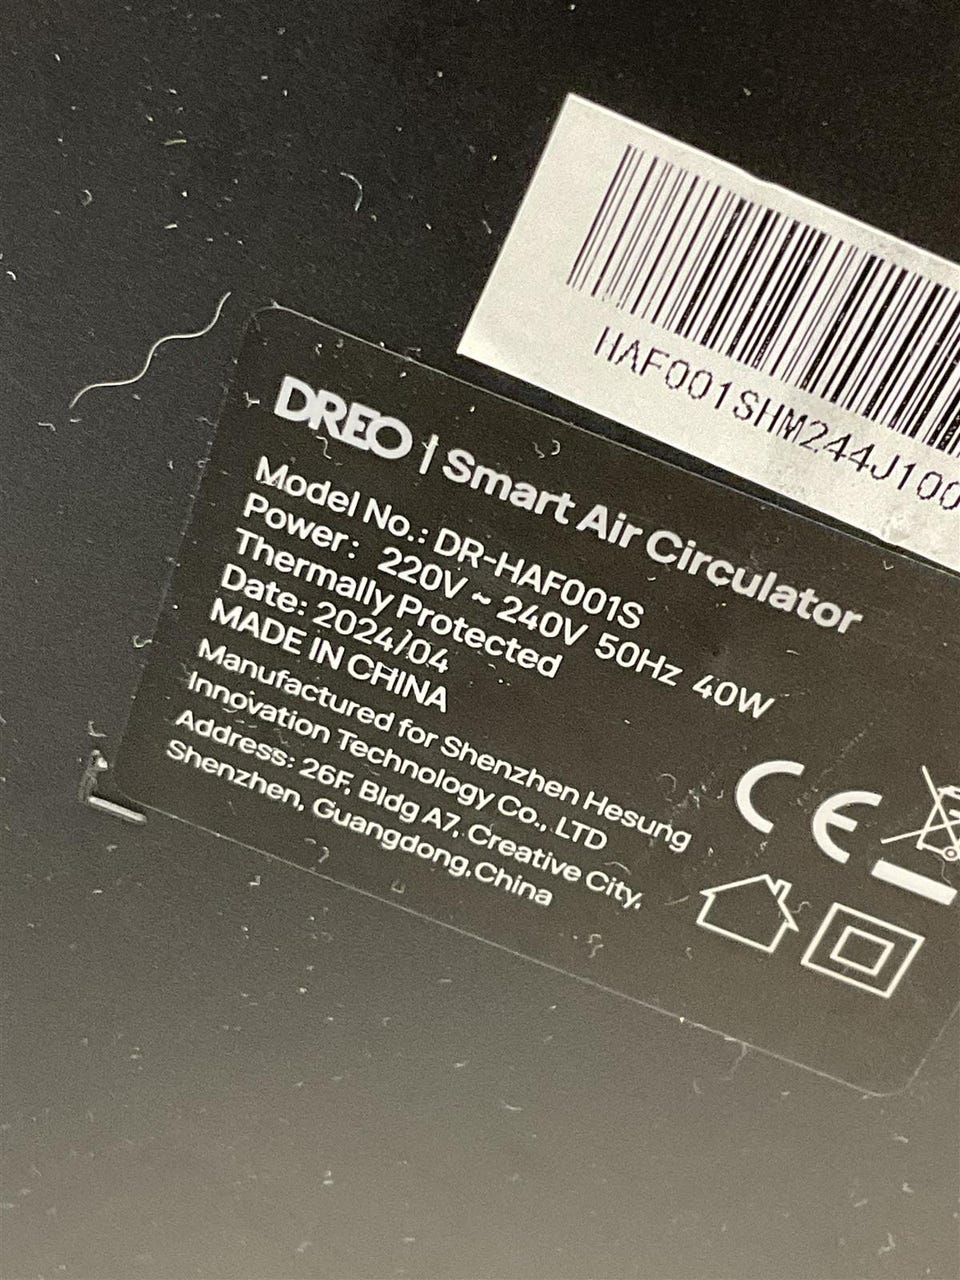 HAF001SHM244J100
DREO | Smart Air Circulator
Model No.: DR-HAF001S
Power: 220V ~ 240V 50Hz 40W
Thermally Protected
Date: 2024/04
MADE IN CHINA
Manufactured for Shenzhen Hesung
Innovation Technology Co., LTD
Address: 26F, Bldg A7, Creative City,
Shenzhen, Guangdong,China
CE